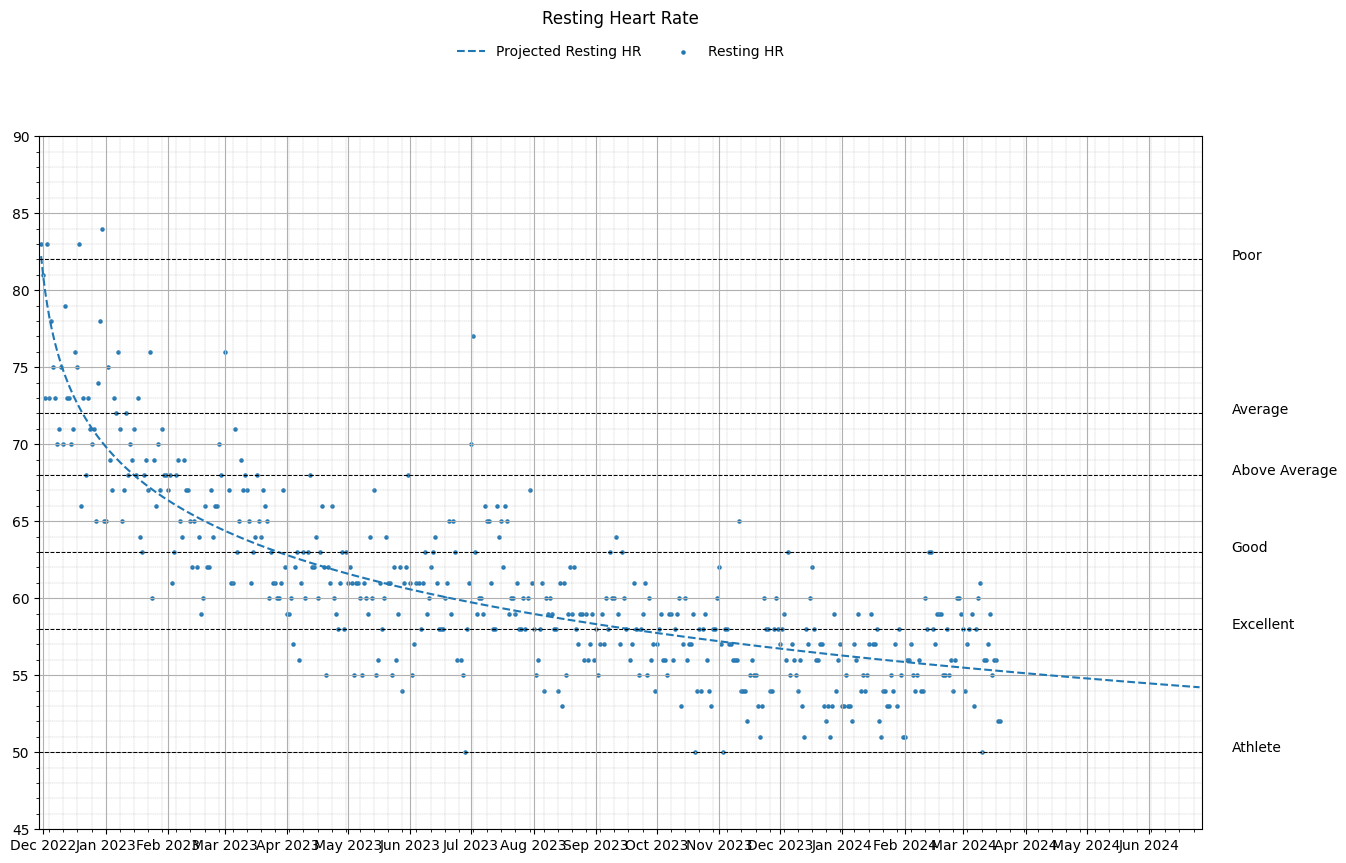 Resting Heart Rate
Projected Resting HR Resting HR
90
85
Poor
80
75
Average
70
Above Average
65
Good
60
Excellent
55
50
Athlete
45
Dec 2022 Jan 2023 Feb 2023 Mar 2023 Apr 2023 May 2023 Jun 2023 Jul 2023 Aug 2023 Sep 2023 Oct 2023 Nov 2023 Dec 2023 Jan 2024 Feb 2024 Mar 2024 Apr 2024 May 2024 Jun 2024